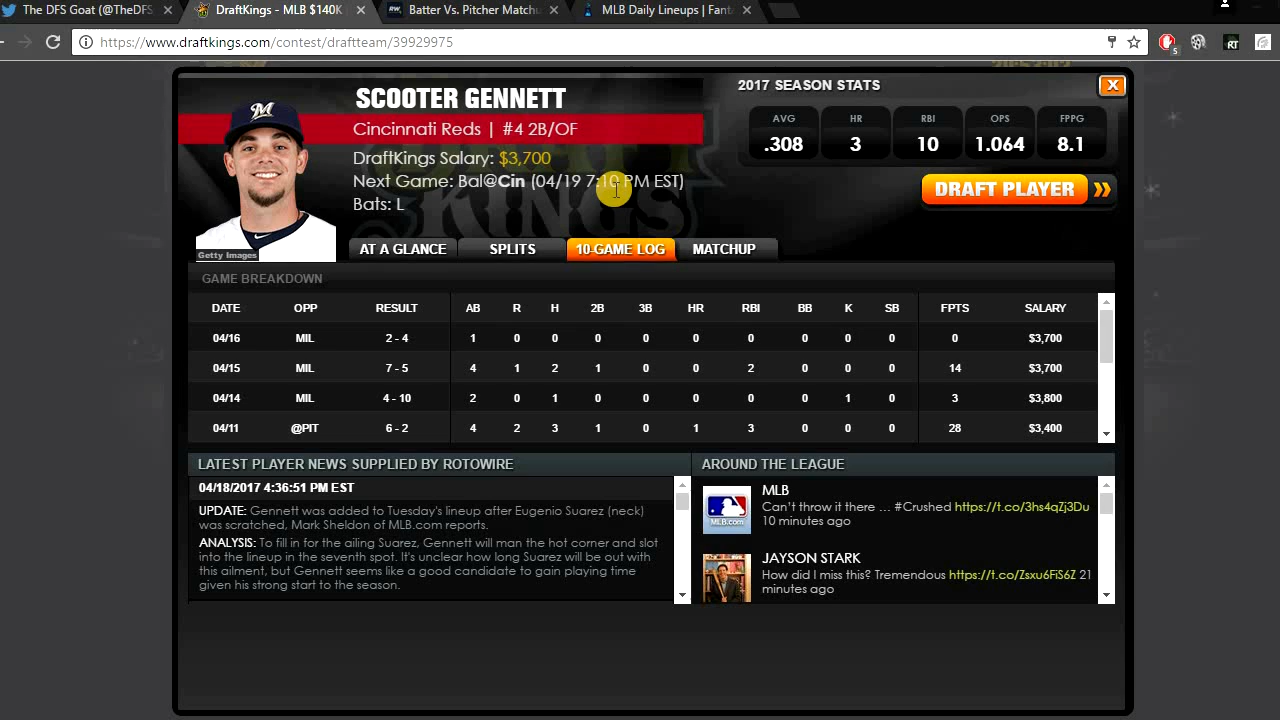 The DFS Goat (@TheDFS
DraftKings - MLB $140K
Batter Vs. Pitcher Matchu
MLB Daily Lineups | Fant
https://www.draftkings.com/contest/draftteam/39929975
SCOOTER GENNETT
Cincinnati Reds | #4 2B/OF
DraftKings Salary: $3,700
Next Game: Bal@Cin (04/19 7:10 PM EST)
Bats: L
Getty Images
2017 SEASON STATS
AVG HR RBI OPS FPPG
.308 3 10 1.064 8.1
DRAFT PLAYER
AT A GLANCE SPLITS 10-GAME LOG MATCHUP
GAME BREAKDOWN
DATE OPP RESULT AB R H 2B 3B HR RBI BB K SB FPTS SALARY
04/16 MIL 2 - 4 1 0 0 0 0 0 0 0 0 0 0 $3,700
04/15 MIL 7 - 5 4 1 2 1 0 0 2 0 0 0 14 $3,700
04/14 MIL 4 - 10 2 0 1 0 0 0 0 0 1 0 3 $3,800
04/11 @PIT 6 - 2 4 2 3 1 0 1 3 0 0 0 28 $3,400
LATEST PLAYER NEWS SUPPLIED BY ROTOWIRE
04/18/2017 4:36:51 PM EST
UPDATE: Gennett was added to Tuesday's lineup after Eugenio Suarez (neck)
was scratched, Mark Sheldon of MLB.com reports.
ANALYSIS: To fill in for the ailing Suarez, Gennett will man the hot corner and slot
into the lineup in the seventh spot. It's unclear how long Suarez will be out with
this ailment, but Gennett seems like a good candidate to gain playing time
given his strong start to the season.
AROUND THE LEAGUE
MLB.com
MLB
Can't throw it there ... #Crushed https://t.co/3hs4qZj3Du
10 minutes ago
JAYSON STARK
How did I miss this? Tremendous https://t.co/Zsxu6FiS6Z 21
minutes ago